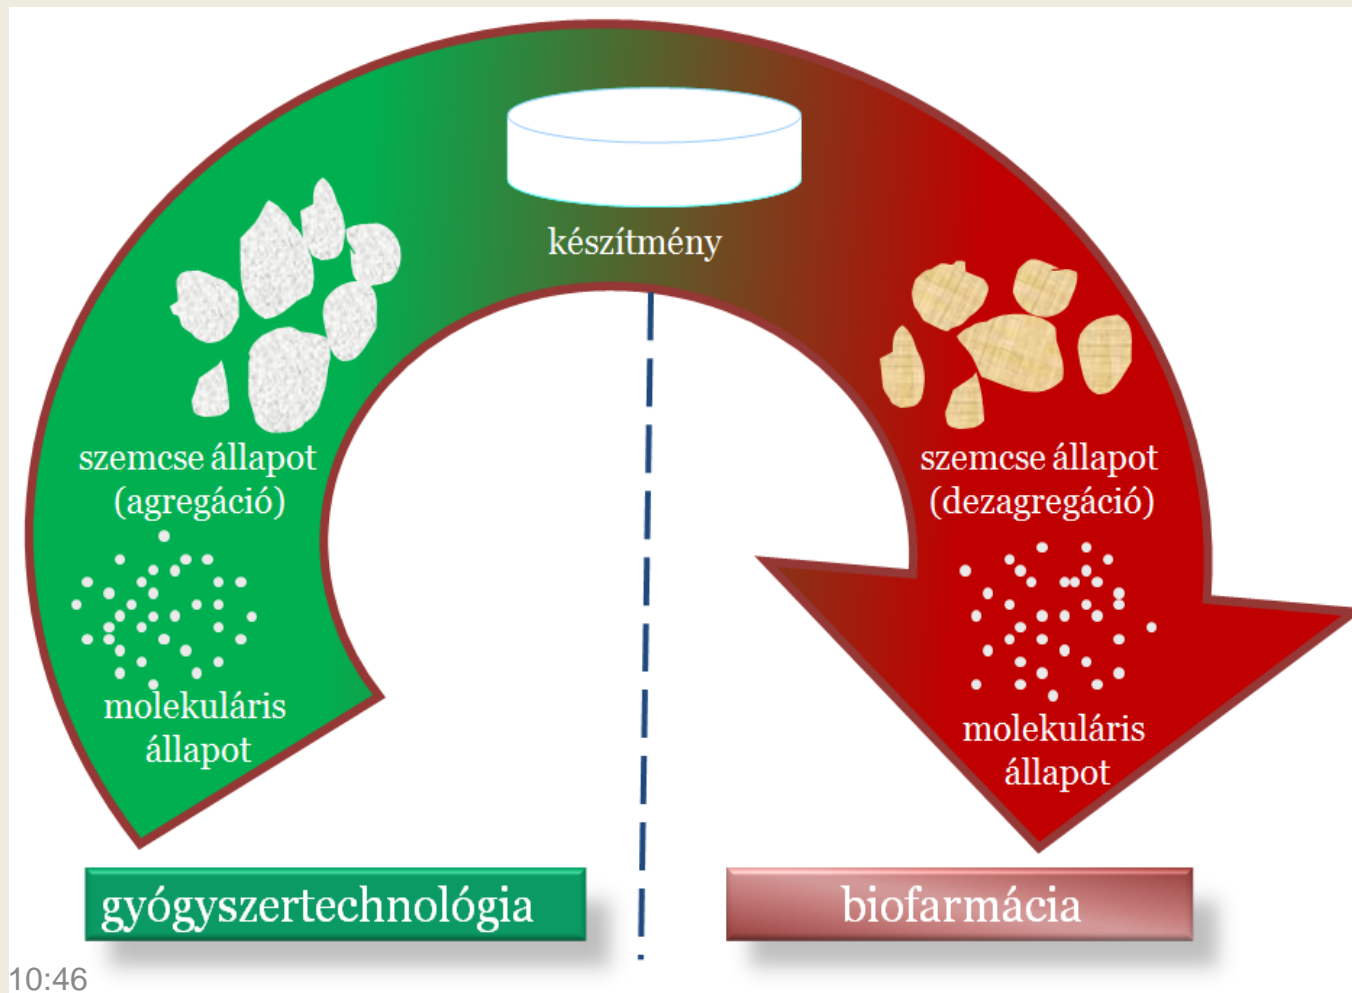 készítmény
szemcse állapot
(agregáció)
molekuláris
állapot
szemcse állapot
(dezagregáció)
molekuláris
állapot
gyógyszertechnológia
biofarmácia
10:46